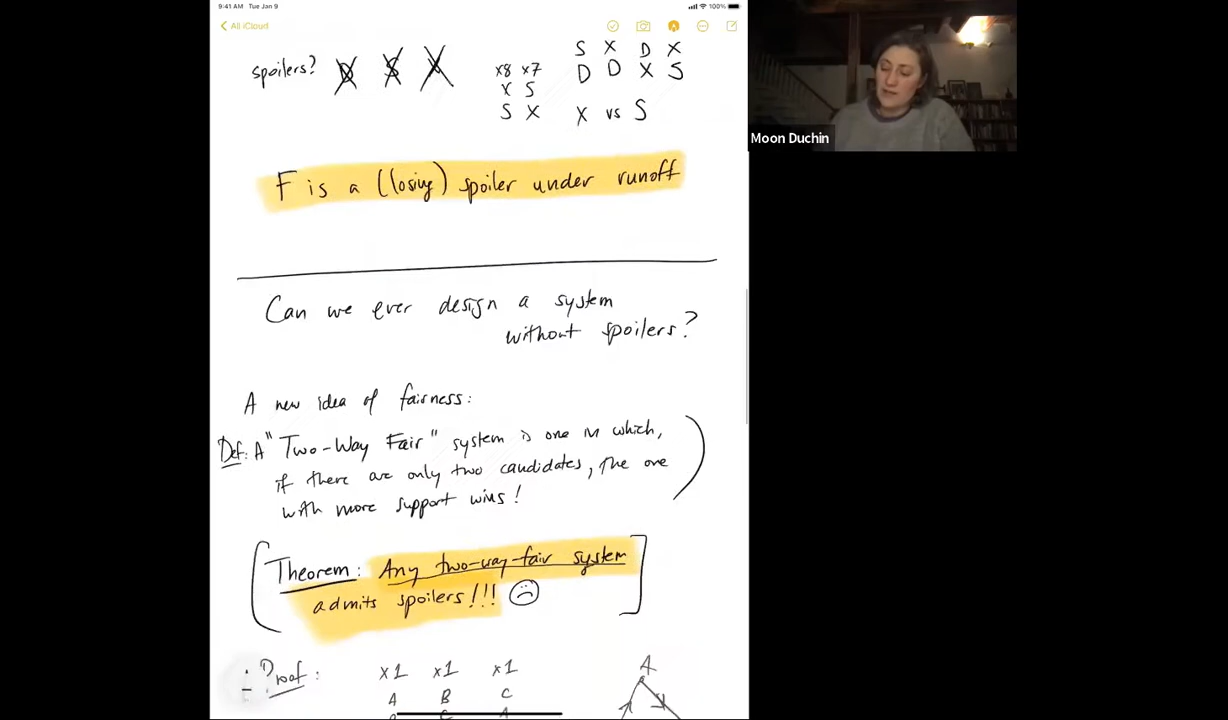 9:41 AM Tue Jan 9
100%
All iCloud
spoilers? D S X
x8 x7
X S
S X
S X D X
D D X S
X vs S
F is a (losing) spoiler under runoff
Can we ever design a system
without spoilers?
A new idea of fairness:
Def: A "Two-Way Fair" system is one in which,
if there are only two candidates, the one
with more support wins!
Theorem: Any two-way-fair system
admits spoilers!!!
Proof: x1 x1 x1
A B C
A
Moon Duchin